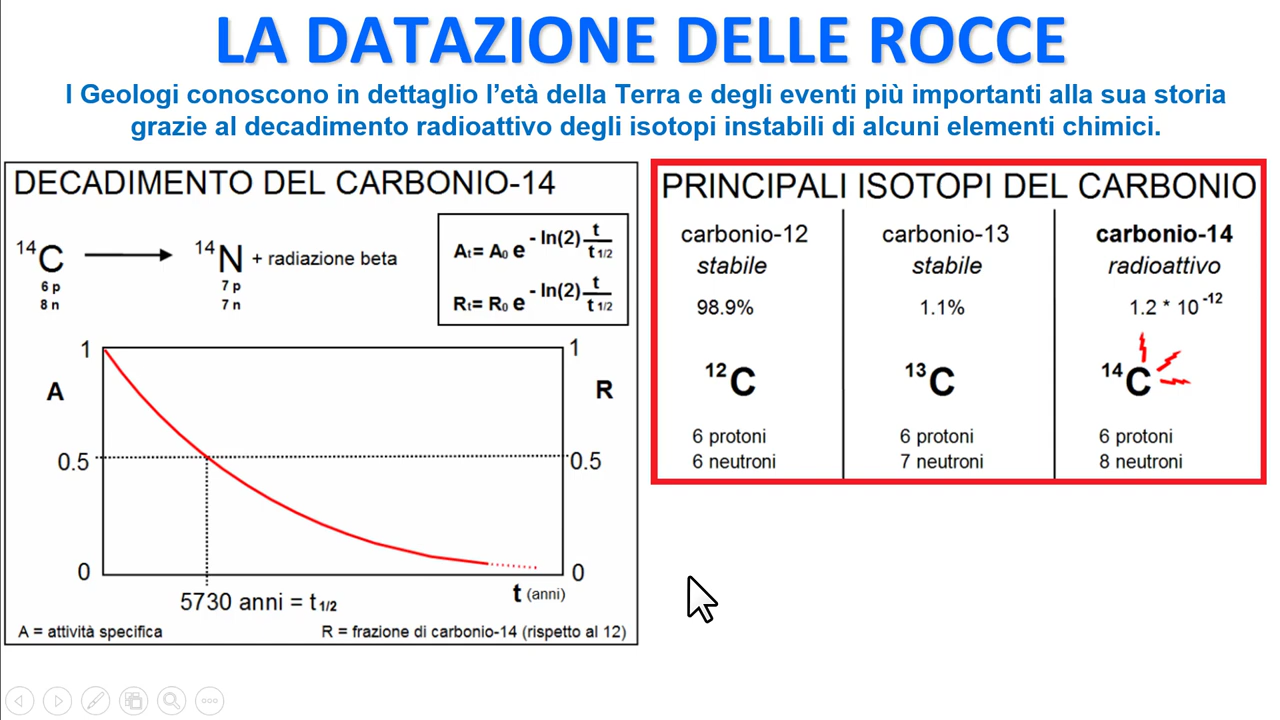 LA DATAZIONE DELLE ROCCE
I Geologi conoscono in dettaglio l'età della Terra e degli eventi più importanti alla sua storia
grazie al decadimento radioattivo degli isotopi instabili di alcuni elementi chimici.
DECADIMENTO DEL CARBONIO-14
14C → 14N + radiazione beta
6 p 7 p
8 n 7 n
At = A0 e - ln(2) t/t1/2
Rt = R0 e - ln(2) t/t1/2
1 1
A R
0.5 0.5
0 0
5730 anni = t1/2 t (anni)
A = attività specifica R = frazione di carbonio-14 (rispetto al 12)
PRINCIPALI ISOTOPI DEL CARBONIO
carbonio-12 carbonio-13 carbonio-14
stabile stabile radioattivo
98.9% 1.1% 1.2 * 10 -12
12C 13C 14C
6 protoni 6 protoni 6 protoni
6 neutroni 7 neutroni 8 neutroni